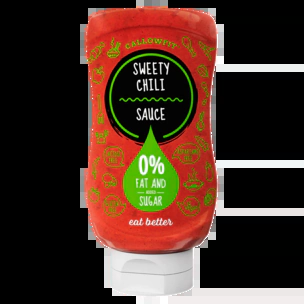 CALLOWFIT
SWEETY
CHILI
SAUCE
0%
FAT AND
SUGAR
eat better